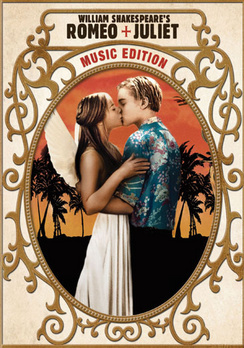 WILLIAM SHAKESPEARE'S
ROMEO + JULIET
MUSIC EDITION